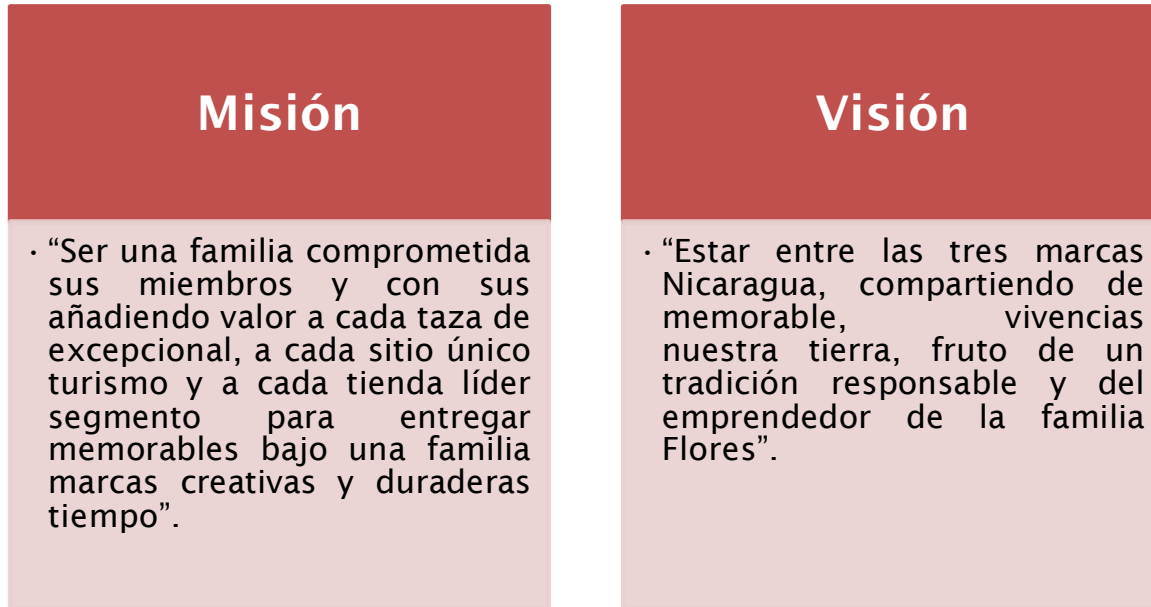 Misión
· “Ser una familia comprometida
sus miembros y con sus
añadiendo valor a cada taza de
excepcional, a cada sitio único
turismo y a cada tienda líder
segmento para entregar
memorables bajo una familia
marcas creativas y duraderas
tiempo”.
Visión
· “Estar entre las tres marcas
Nicaragua, compartiendo de
memorable, vivencias
nuestra tierra, fruto de un
tradición responsable y del
emprendedor de la familia
Flores”.